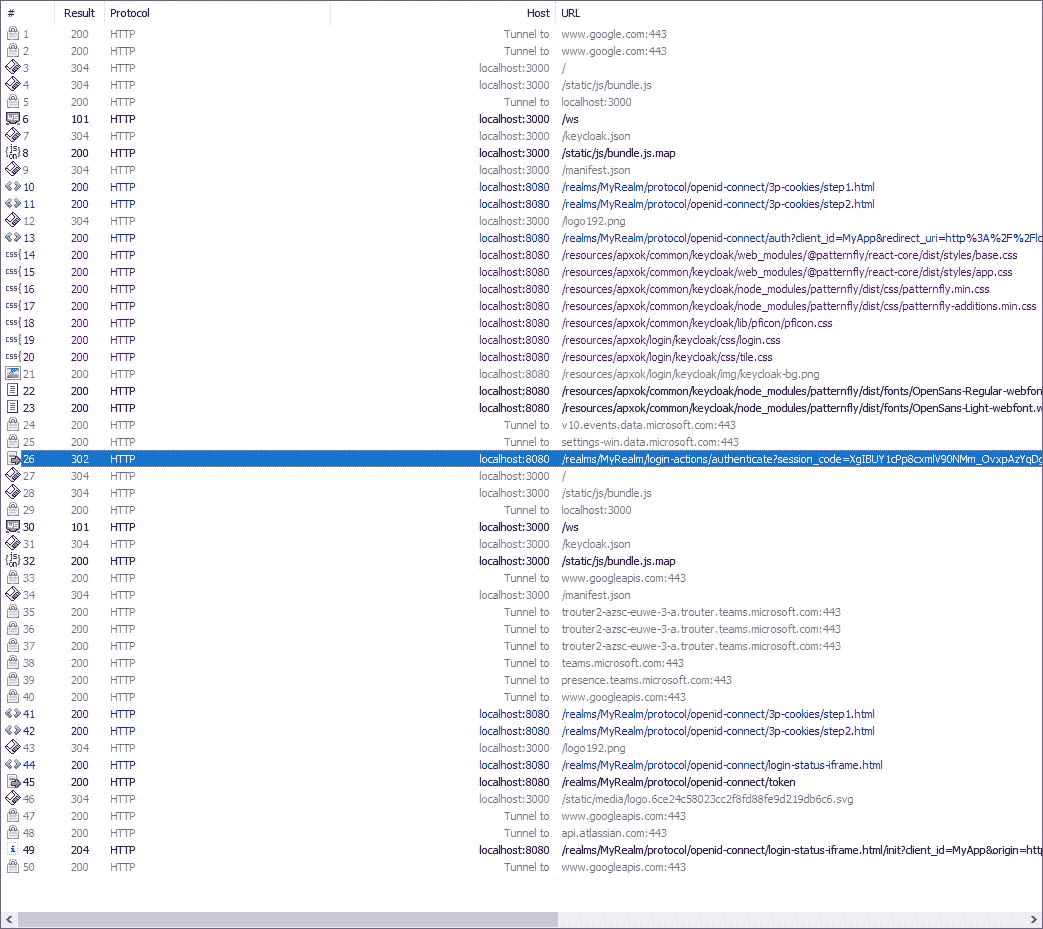 # Result Protocol Host URL
1 200 HTTP Tunnel to www.google.com:443
2 200 HTTP Tunnel to www.google.com:443
3 304 HTTP localhost:3000 /
4 304 HTTP localhost:3000 /static/js/bundle.js
5 200 HTTP Tunnel to localhost:3000
6 101 HTTP localhost:3000 /ws
7 304 HTTP localhost:3000 /keycloak.json
8 200 HTTP localhost:3000 /static/js/bundle.js.map
9 304 HTTP localhost:3000 /manifest.json
10 200 HTTP localhost:8080 /realms/MyRealm/protocol/openid-connect/3p-cookies/step1.html
11 200 HTTP localhost:8080 /realms/MyRealm/protocol/openid-connect/3p-cookies/step2.html
12 304 HTTP localhost:3000 /logo192.png
13 200 HTTP localhost:8080 /realms/MyRealm/protocol/openid-connect/auth?client_id=MyApp&redirect_uri=http%3A%2F%2Flo
14 200 HTTP localhost:8080 /resources/apxok/common/keycloak/web_modules/@patternfly/react-core/dist/styles/base.css
15 200 HTTP localhost:8080 /resources/apxok/common/keycloak/web_modules/@patternfly/react-core/dist/styles/app.css
16 200 HTTP localhost:8080 /resources/apxok/common/keycloak/node_modules/patternfly/dist/css/patternfly.min.css
17 200 HTTP localhost:8080 /resources/apxok/common/keycloak/node_modules/patternfly/dist/css/patternfly-additions.min.css
18 200 HTTP localhost:8080 /resources/apxok/common/keycloak/lib/pficon/pficon.css
19 200 HTTP localhost:8080 /resources/apxok/login/keycloak/css/login.css
20 200 HTTP localhost:8080 /resources/apxok/login/keycloak/css/tile.css
21 200 HTTP localhost:8080 /resources/apxok/login/keycloak/img/keycloak-bg.png
22 200 HTTP localhost:8080 /resources/apxok/common/keycloak/node_modules/patternfly/dist/fonts/OpenSans-Regular-webfon
23 200 HTTP localhost:8080 /resources/apxok/common/keycloak/node_modules/patternfly/dist/fonts/OpenSans-Light-webfont.w
24 200 HTTP Tunnel to v10.events.data.microsoft.com:443
25 200 HTTP Tunnel to settings-win.data.microsoft.com:443
26 302 HTTP localhost:8080 /realms/MyRealm/login-actions/authenticate?session_code=XgIBUY1cPp8cxmlV90NMm_OvxpAzYqDg
27 304 HTTP localhost:3000 /
28 304 HTTP localhost:3000 /static/js/bundle.js
29 200 HTTP Tunnel to localhost:3000
30 101 HTTP localhost:3000 /ws
31 304 HTTP localhost:3000 /keycloak.json
32 200 HTTP localhost:3000 /static/js/bundle.js.map
33 200 HTTP Tunnel to www.googleapis.com:443
34 304 HTTP localhost:3000 /manifest.json
35 200 HTTP Tunnel to trouter2-azsc-euwe-3-a.trouter.teams.microsoft.com:443
36 200 HTTP Tunnel to trouter2-azsc-euwe-3-a.trouter.teams.microsoft.com:443
37 200 HTTP Tunnel to trouter2-azsc-euwe-3-a.trouter.teams.microsoft.com:443
38 200 HTTP Tunnel to teams.microsoft.com:443
39 200 HTTP Tunnel to presence.teams.microsoft.com:443
40 200 HTTP Tunnel to www.googleapis.com:443
41 200 HTTP localhost:8080 /realms/MyRealm/protocol/openid-connect/3p-cookies/step1.html
42 200 HTTP localhost:8080 /realms/MyRealm/protocol/openid-connect/3p-cookies/step2.html
43 304 HTTP localhost:3000 /logo192.png
44 200 HTTP localhost:8080 /realms/MyRealm/protocol/openid-connect/login-status-iframe.html
45 200 HTTP localhost:8080 /realms/MyRealm/protocol/openid-connect/token
46 304 HTTP localhost:3000 /static/media/logo.6ce24c58023cc2f8fd88fe9d219db6c6.svg
47 200 HTTP Tunnel to www.googleapis.com:443
48 200 HTTP Tunnel to api.atlassian.com:443
49 204 HTTP localhost:8080 /realms/MyRealm/protocol/openid-connect/login-status-iframe.html/init?client_id=MyApp&origin=htt
50 200 HTTP Tunnel to www.googleapis.com:443